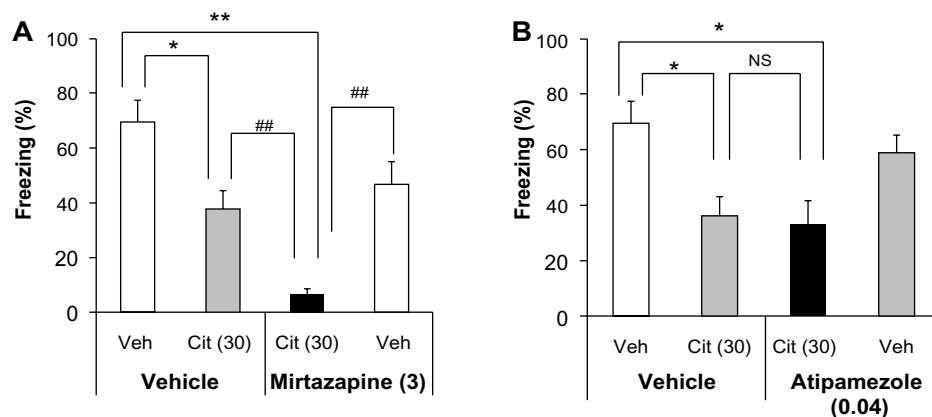 A
**
*
##
##
Freezing (%)
100
80
60
40
20
0
Veh Cit (30) Cit (30) Veh
Vehicle Mirtazapine (3)
B
*
*
NS
Freezing (%)
100
80
60
40
20
0
Veh Cit (30) Cit (30) Veh
Vehicle Atipamezole
(0.04)